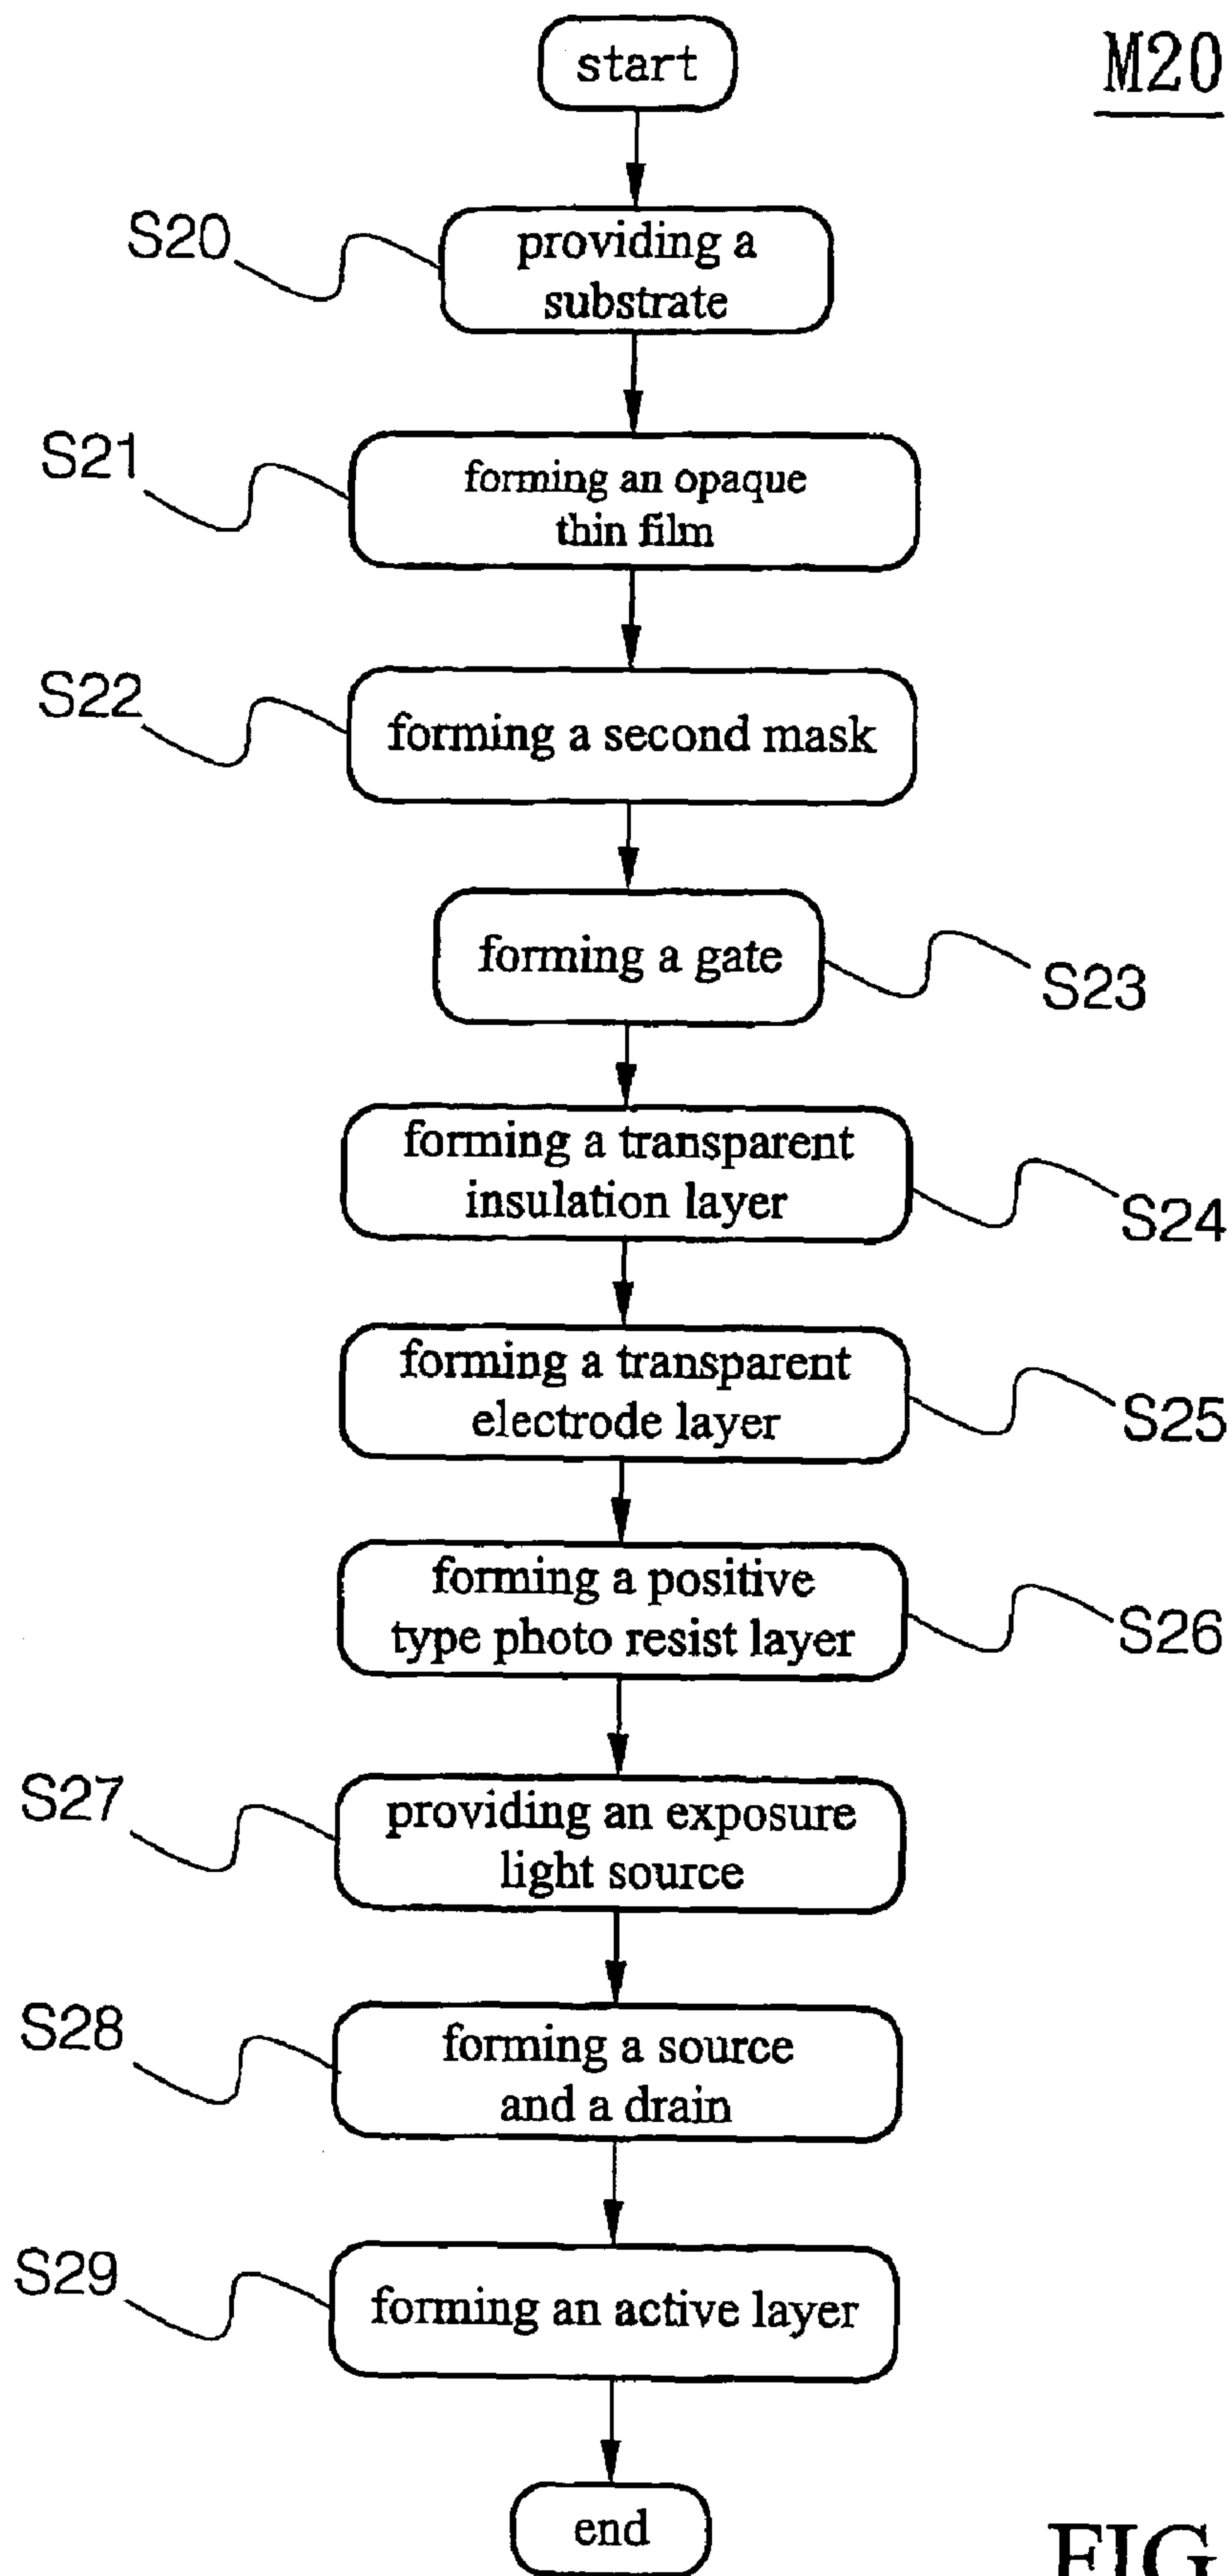 start
M20
S20
providing a
substrate
S21
forming an opaque
thin film
S22
forming a second mask
forming a gate
S23
forming a transparent
insulation layer
S24
forming a transparent
electrode layer
S25
forming a positive
type photo resist layer
S26
S27
providing an exposure
light source
S28
forming a source
and a drain
S29
forming an active layer
end
FIG